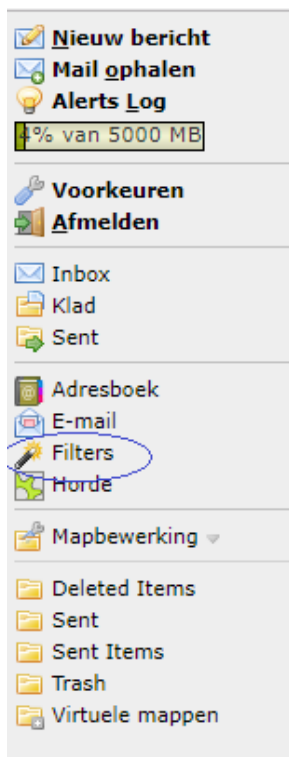 Nieuw bericht
Mail ophalen
Alerts Log
4% van 5000 MB
Voorkeuren
Afmelden
Inbox
Klad
Sent
Adresboek
E-mail
Filters
Horde
Mapbewerking
Deleted Items
Sent
Sent Items
Trash
Virtuele mappen